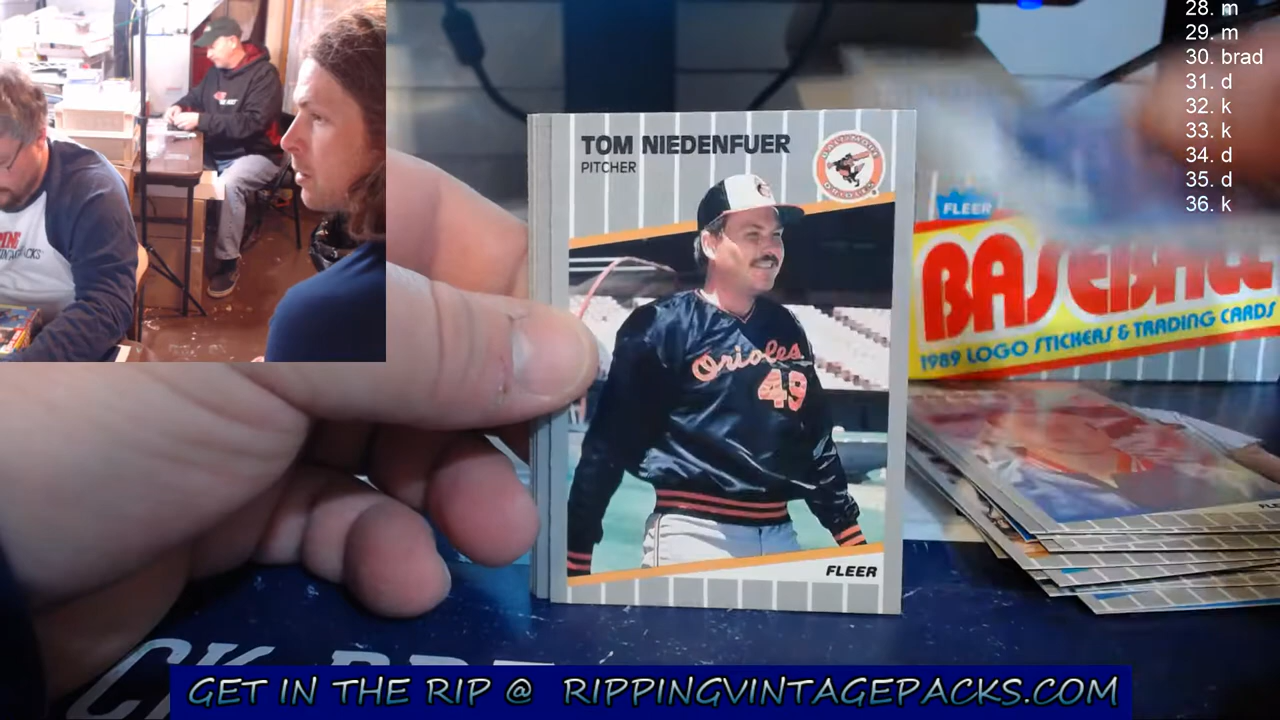 28. m
29. m
30. brad
31. d
32. k
33. k
34. d
35. d
36. k
TOM NIEDENFUER
PITCHER
Orioles
49
FLEER
FLEER
BASEBALL
1989 LOGO STICKERS & TRADING CARDS
GET IN THE RIP @ RIPPINGVINTAGEPACKS.COM